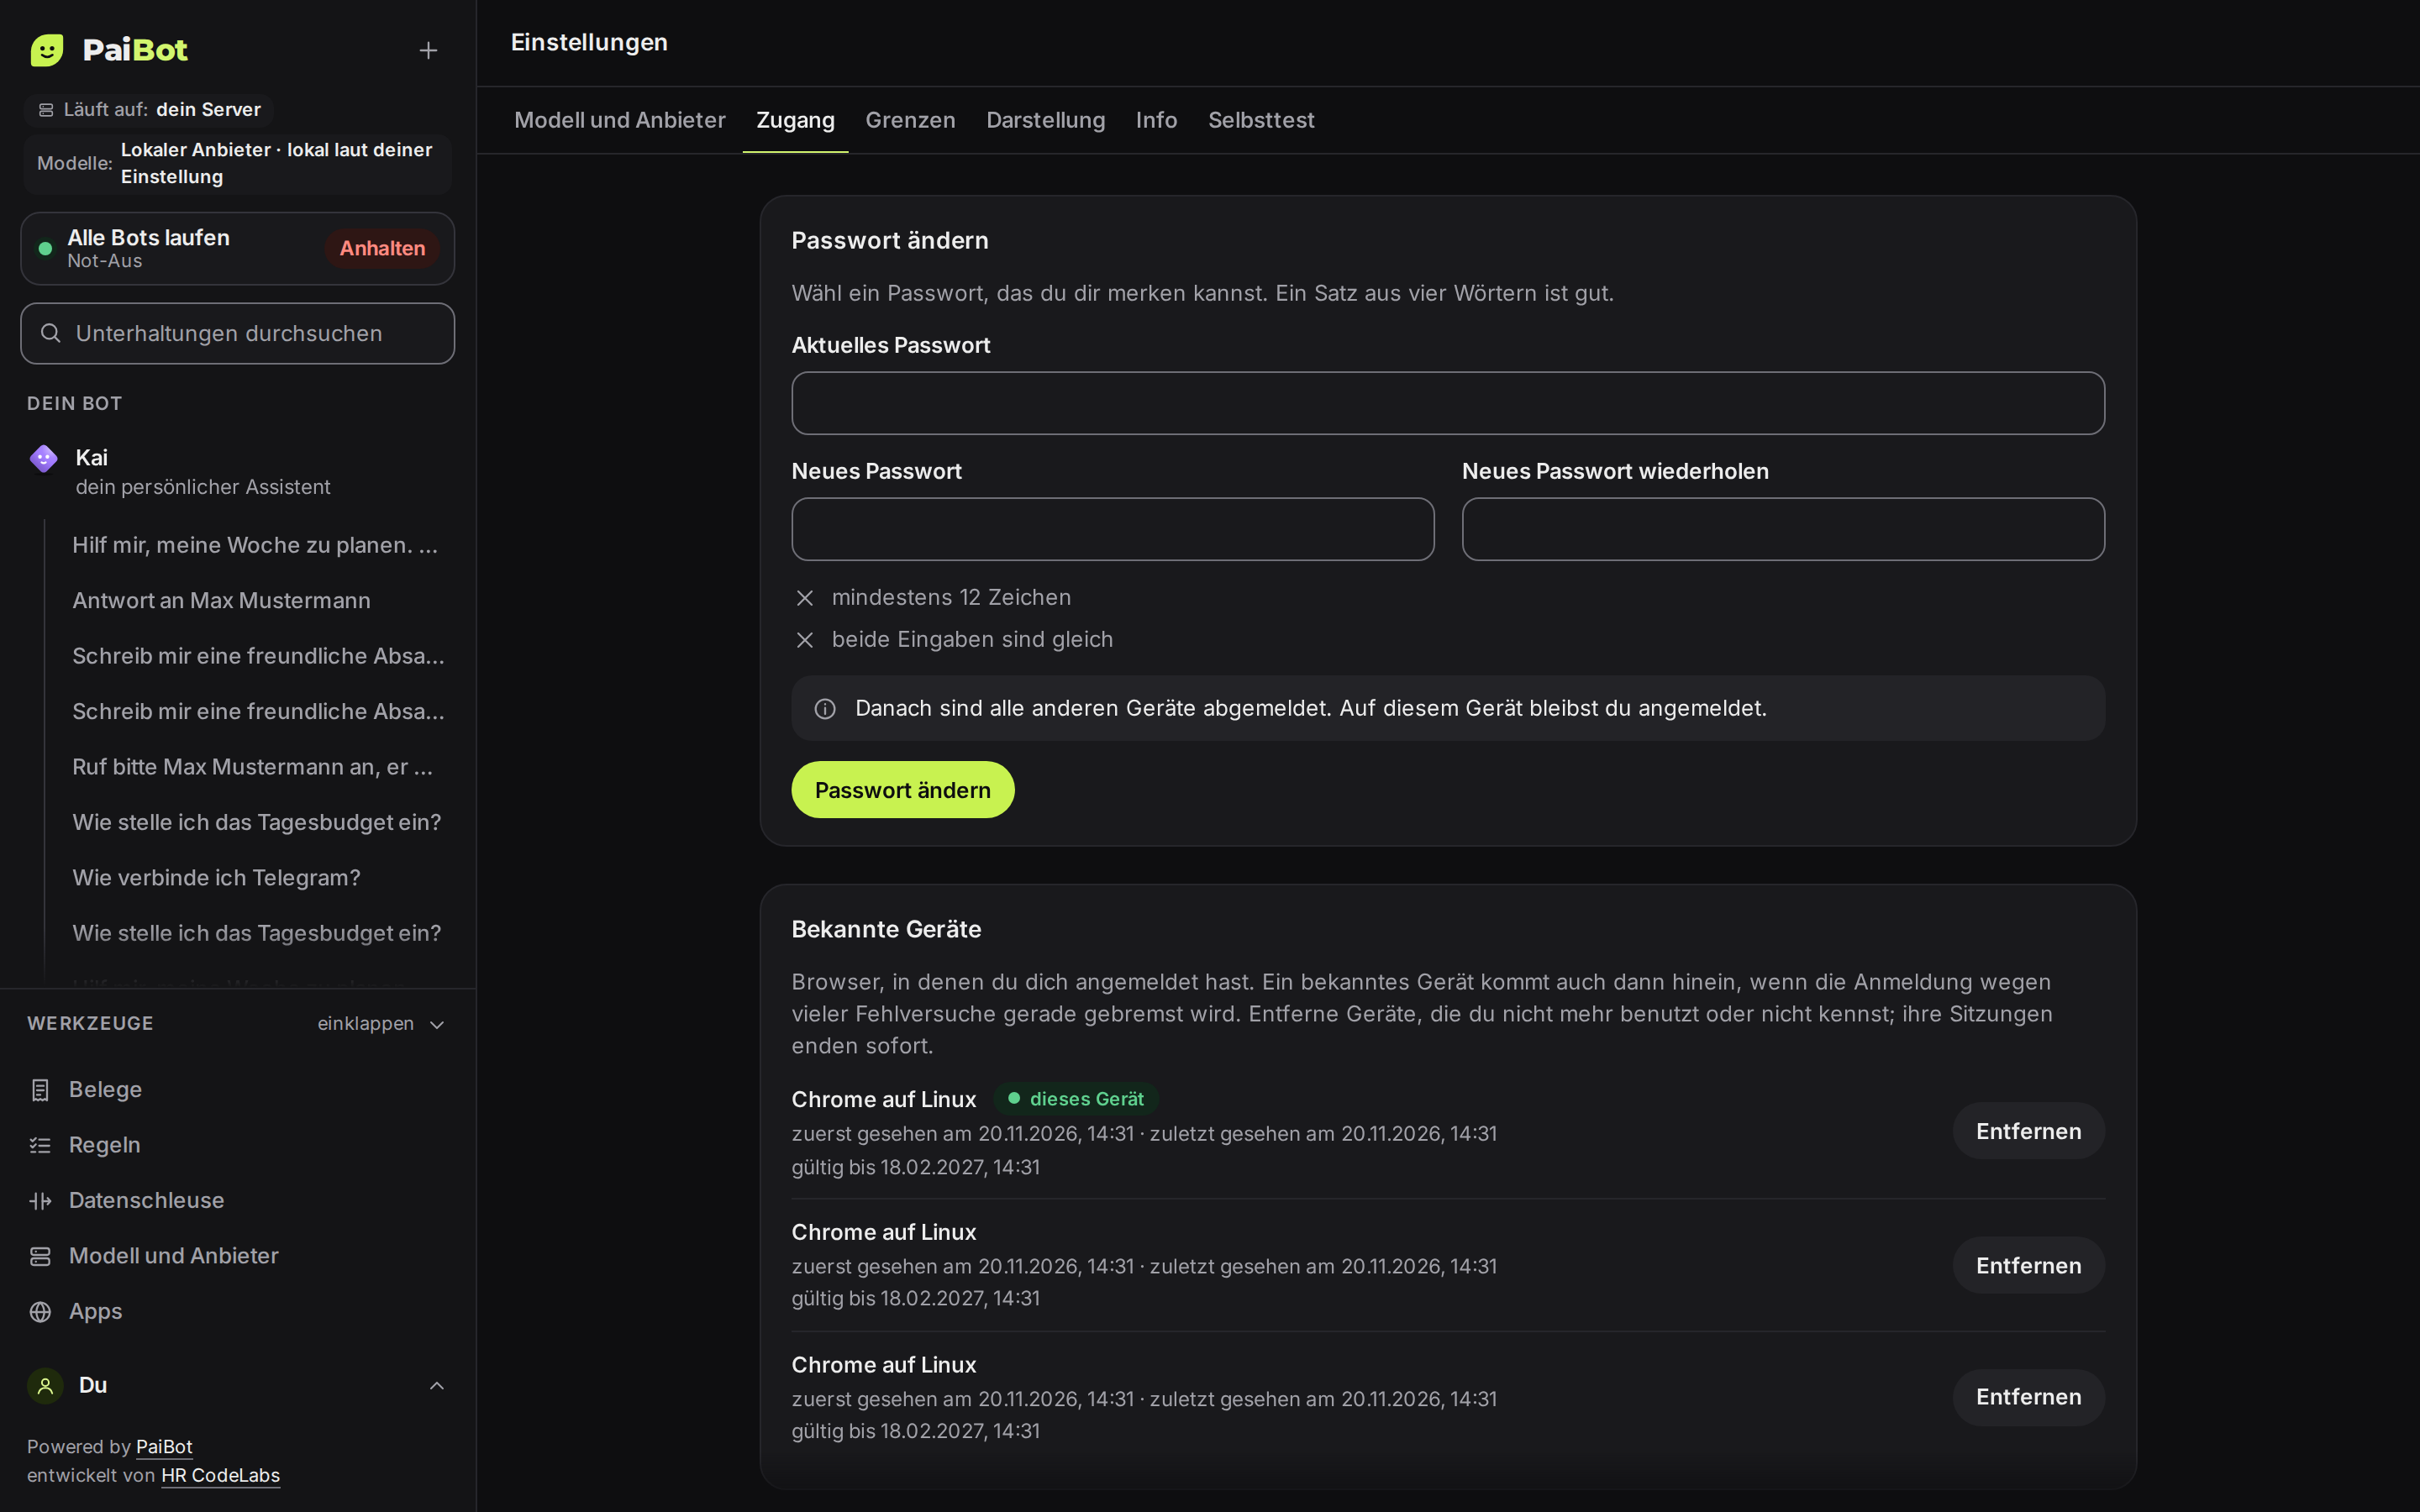 PaiBot
Läuft auf: dein Server
Modelle: Lokaler Anbieter · lokal laut deiner
Einstellung
Alle Bots laufen
Not-Aus
Anhalten
Unterhaltungen durchsuchen
DEIN BOT
Kai
dein persönlicher Assistent
Hilf mir, meine Woche zu planen. ...
Antwort an Max Mustermann
Schreib mir eine freundliche Absa...
Schreib mir eine freundliche Absa...
Ruf bitte Max Mustermann an, er ...
Wie stelle ich das Tagesbudget ein?
Wie verbinde ich Telegram?
Wie stelle ich das Tagesbudget ein?
WERKZEUGE
einklappen
Belege
Regeln
Datenschleuse
Modell und Anbieter
Apps
Du
Powered by PaiBot
entwickelt von HR CodeLabs
Einstellungen
Modell und Anbieter Zugang Grenzen Darstellung Info Selbsttest
Passwort ändern
Wähl ein Passwort, das du dir merken kannst. Ein Satz aus vier Wörtern ist gut.
Aktuelles Passwort
Neues Passwort
Neues Passwort wiederholen
mindestens 12 Zeichen
beide Eingaben sind gleich
Danach sind alle anderen Geräte abgemeldet. Auf diesem Gerät bleibst du angemeldet.
Passwort ändern
Bekannte Geräte
Browser, in denen du dich angemeldet hast. Ein bekanntes Gerät kommt auch dann hinein, wenn die Anmeldung wegen
vieler Fehlversuche gerade gebremst wird. Entferne Geräte, die du nicht mehr benutzt oder nicht kennst; ihre Sitzungen
enden sofort.
Chrome auf Linux dieses Gerät
zuerst gesehen am 20.11.2026, 14:31 · zuletzt gesehen am 20.11.2026, 14:31
gültig bis 18.02.2027, 14:31
Entfernen
Chrome auf Linux
zuerst gesehen am 20.11.2026, 14:31 · zuletzt gesehen am 20.11.2026, 14:31
gültig bis 18.02.2027, 14:31
Entfernen
Chrome auf Linux
zuerst gesehen am 20.11.2026, 14:31 · zuletzt gesehen am 20.11.2026, 14:31
gültig bis 18.02.2027, 14:31
Entfernen